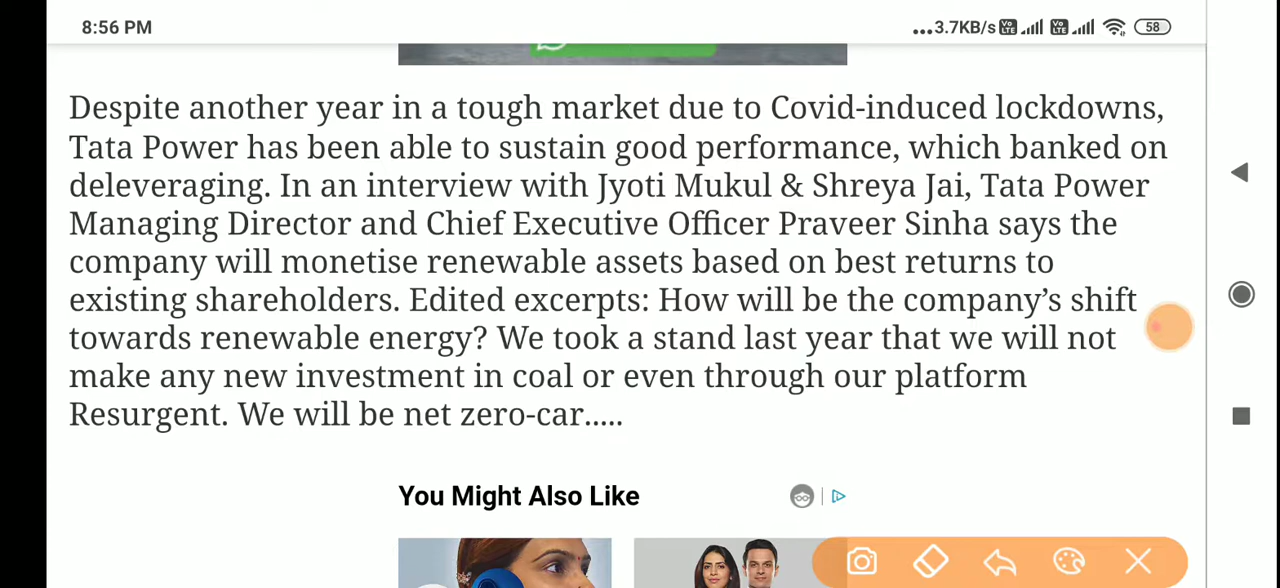 8:56 PM
...3.7KB/s Vo LTE Vo LTE 58
Despite another year in a tough market due to Covid-induced lockdowns,
Tata Power has been able to sustain good performance, which banked on
deleveraging. In an interview with Jyoti Mukul & Shreya Jai, Tata Power
Managing Director and Chief Executive Officer Praveer Sinha says the
company will monetise renewable assets based on best returns to
existing shareholders. Edited excerpts: How will be the company’s shift
towards renewable energy? We took a stand last year that we will not
make any new investment in coal or even through our platform
Resurgent. We will be net zero-car.....
You Might Also Like